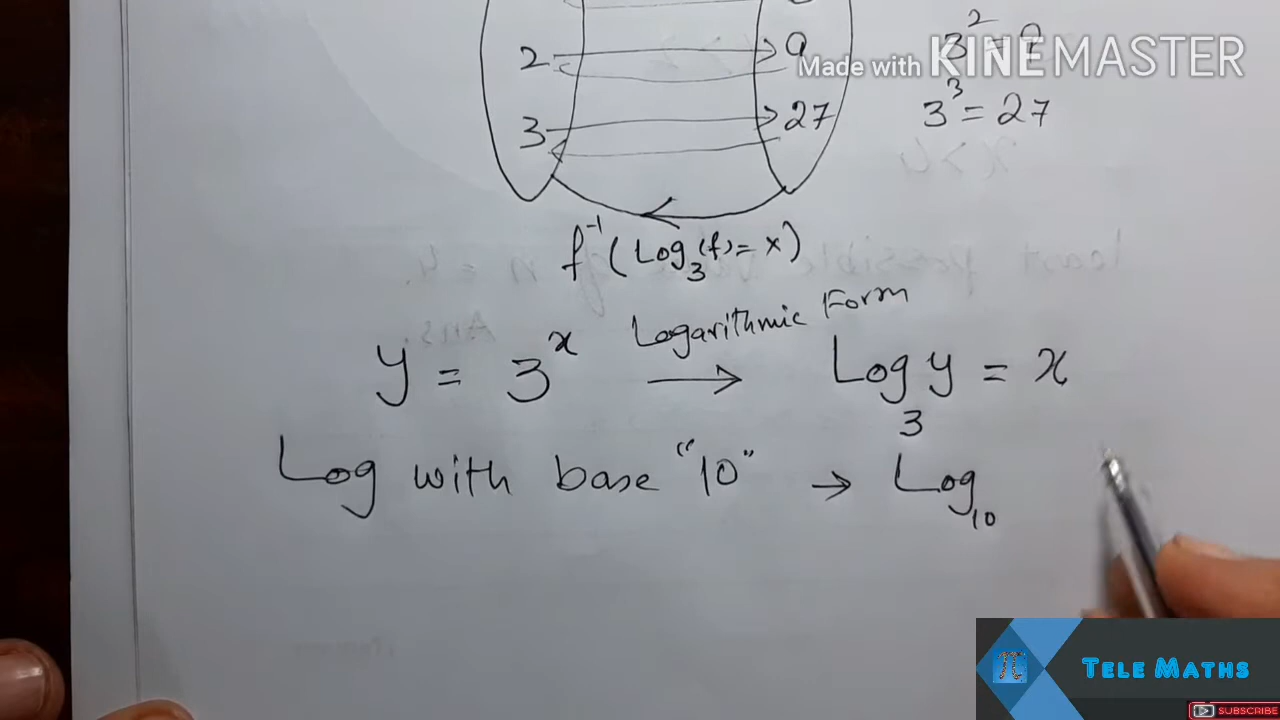 3² = 9
2 9
Made with KINEMASTER
3³ = 27
3 27
f⁻¹ (Log₃(f) = x)
Logarithmic Form
y = 3ˣ → Log₃ y = x
Log with base "10" → Log₁₀
TELE MATHS
SUBSCRIBE